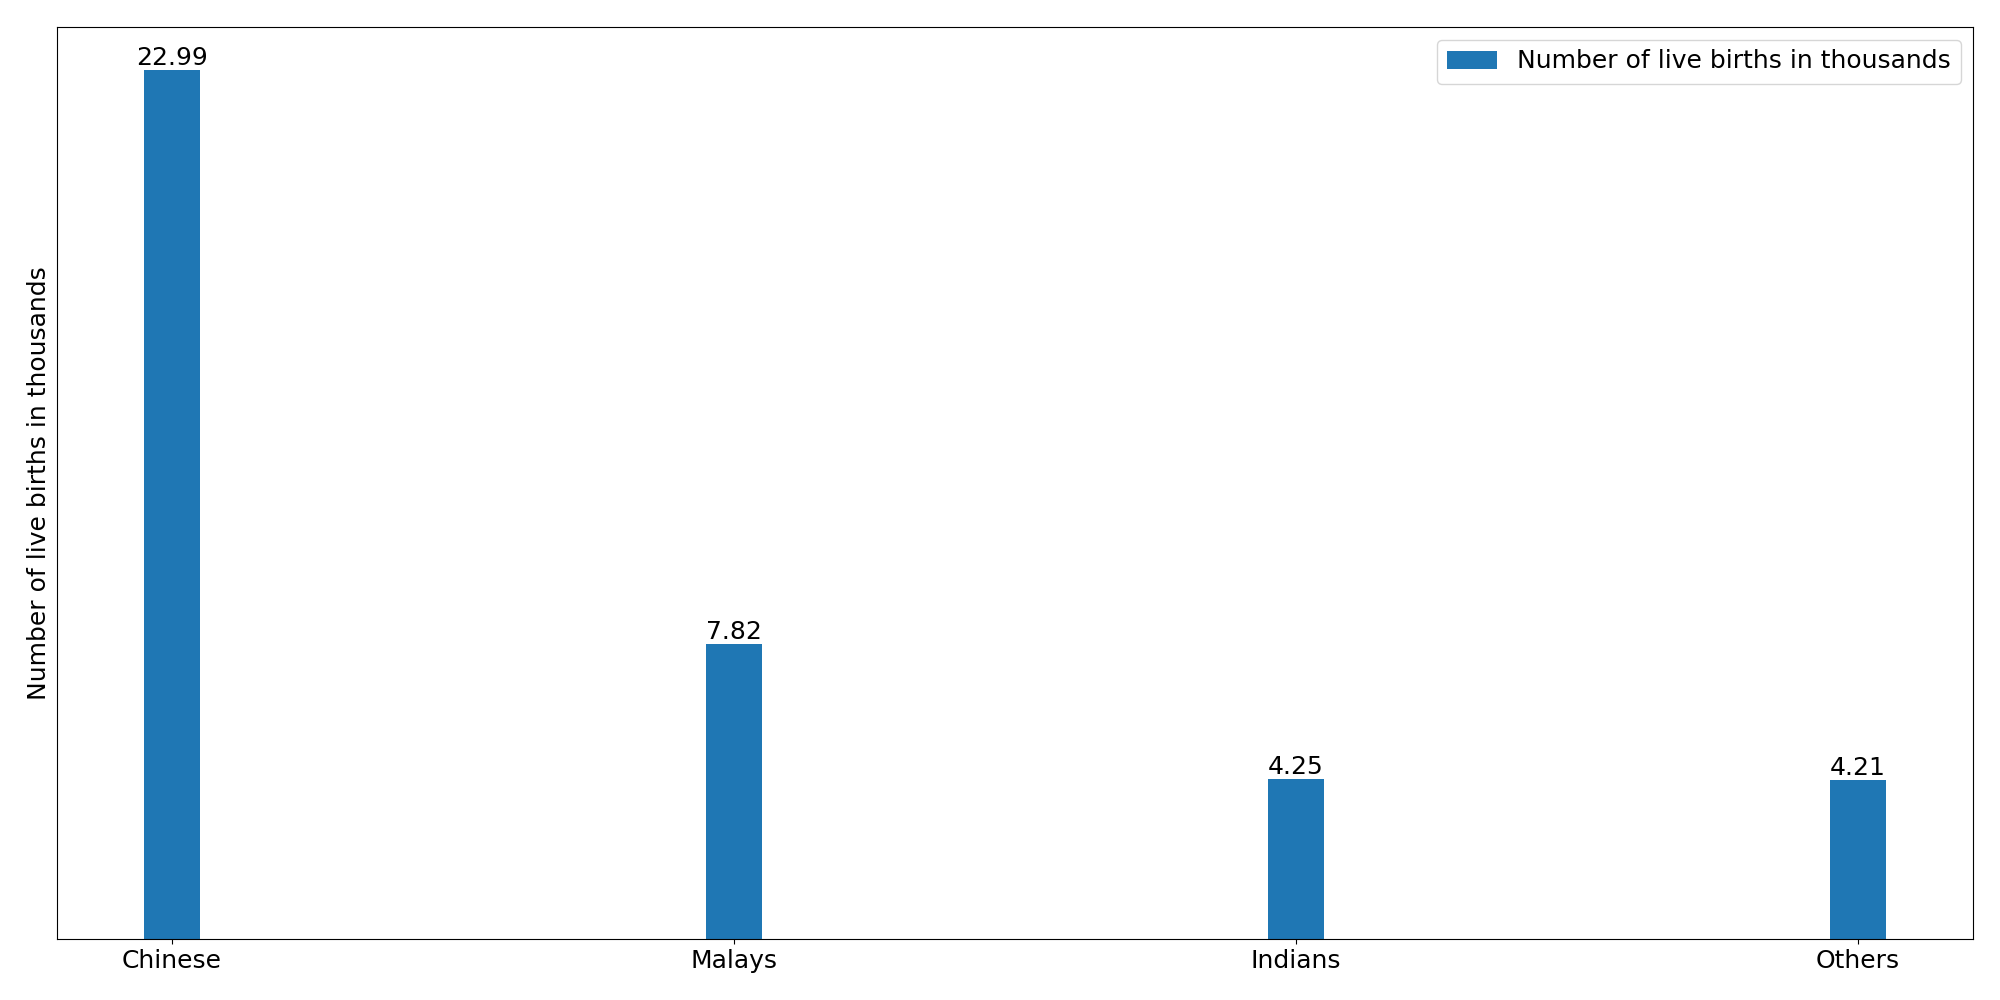 Number of live births in thousands
22.99
7.82
4.25
4.21
Number of live births in thousands
Chinese
Malays
Indians
Others